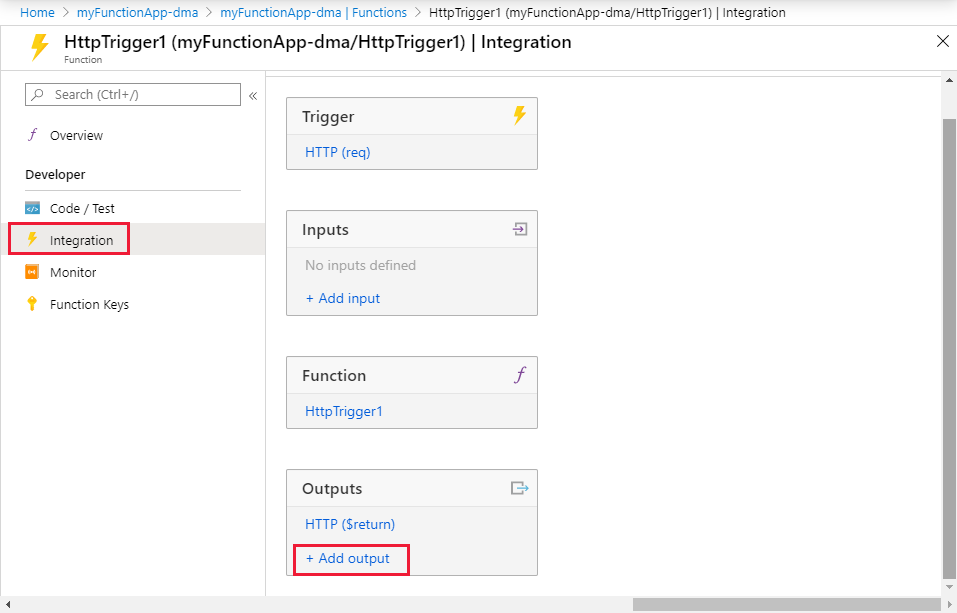 Home > myFunctionApp-dma > myFunctionApp-dma | Functions > HttpTrigger1 (myFunctionApp-dma/HttpTrigger1) | Integration
HttpTrigger1 (myFunctionApp-dma/HttpTrigger1) | Integration
Function
Search (Ctrl+/)
«
Overview
Developer
Code / Test
Integration
Monitor
Function Keys
Trigger
HTTP (req)
Inputs
No inputs defined
+ Add input
Function
HttpTrigger1
Outputs
HTTP ($return)
+ Add output